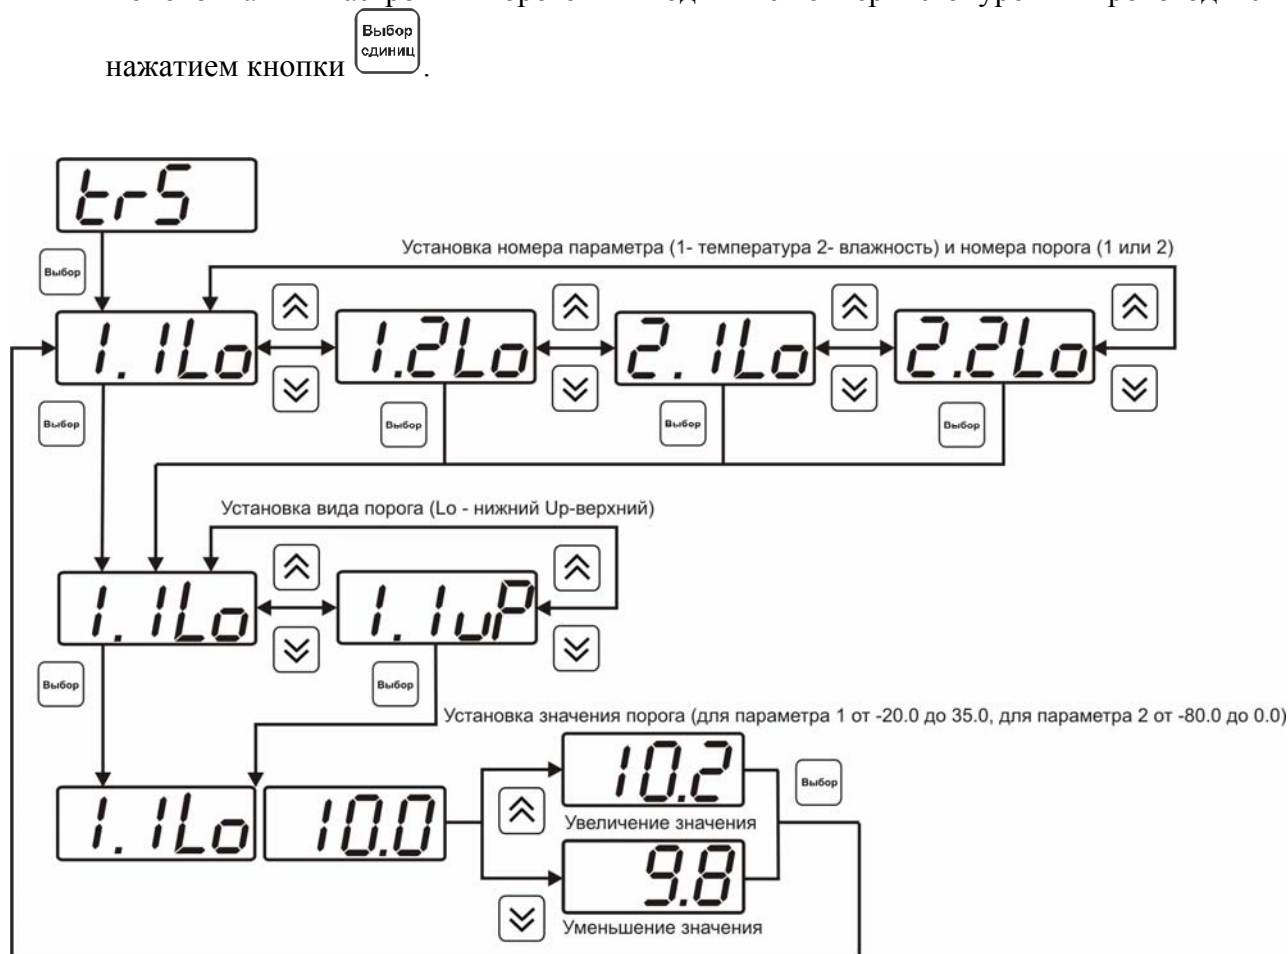 Выбор
единиц
нажатием кнопки .
trS
Выбор
Установка номера параметра (1- температура 2- влажность) и номера порога (1 или 2)
1.1Lo 1.2Lo 2.1Lo 2.2Lo
Выбор Выбор Выбор Выбор
Установка вида порога (Lo - нижний Up-верхний)
1.1Lo 1.1uP
Выбор Выбор
Установка значения порога (для параметра 1 от -20.0 до 35.0, для параметра 2 от -80.0 до 0.0)
1.1Lo 10.0 10.2 Выбор
Увеличение значения
9.8
Уменьшение значения